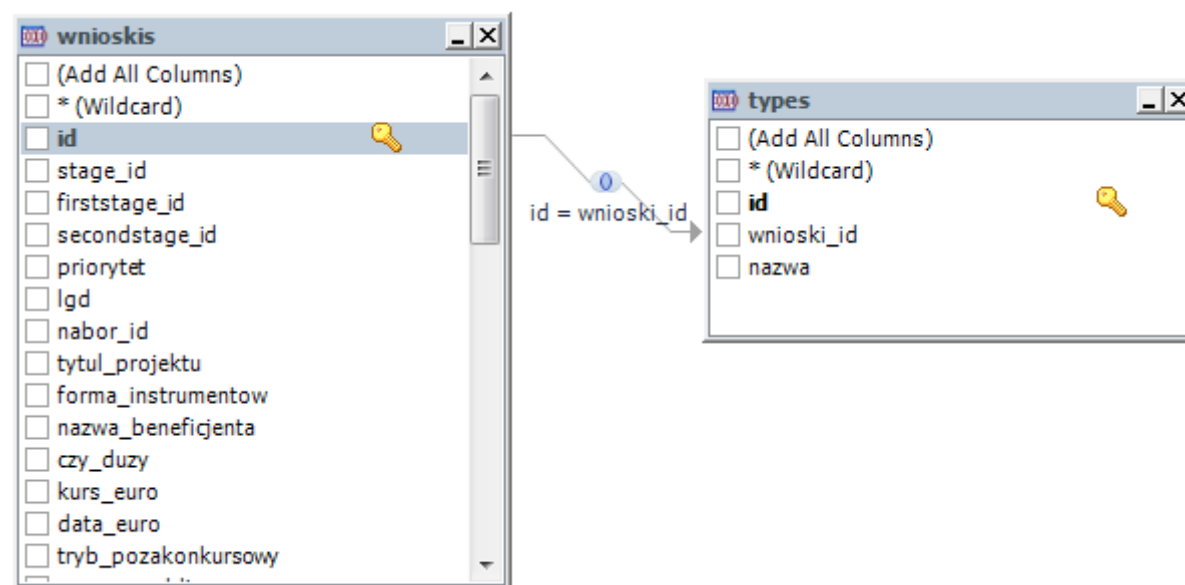 wnioskis
(Add All Columns)
* (Wildcard)
id
stage_id
firststage_id
secondstage_id
priorytet
lgd
nabor_id
tytul_projektu
forma_instrumentow
nazwa_beneficjenta
czy_duzy
kurs_euro
data_euro
tryb_pozakonkursowy
id = wnioski_id
types
(Add All Columns)
* (Wildcard)
id
wnioski_id
nazwa